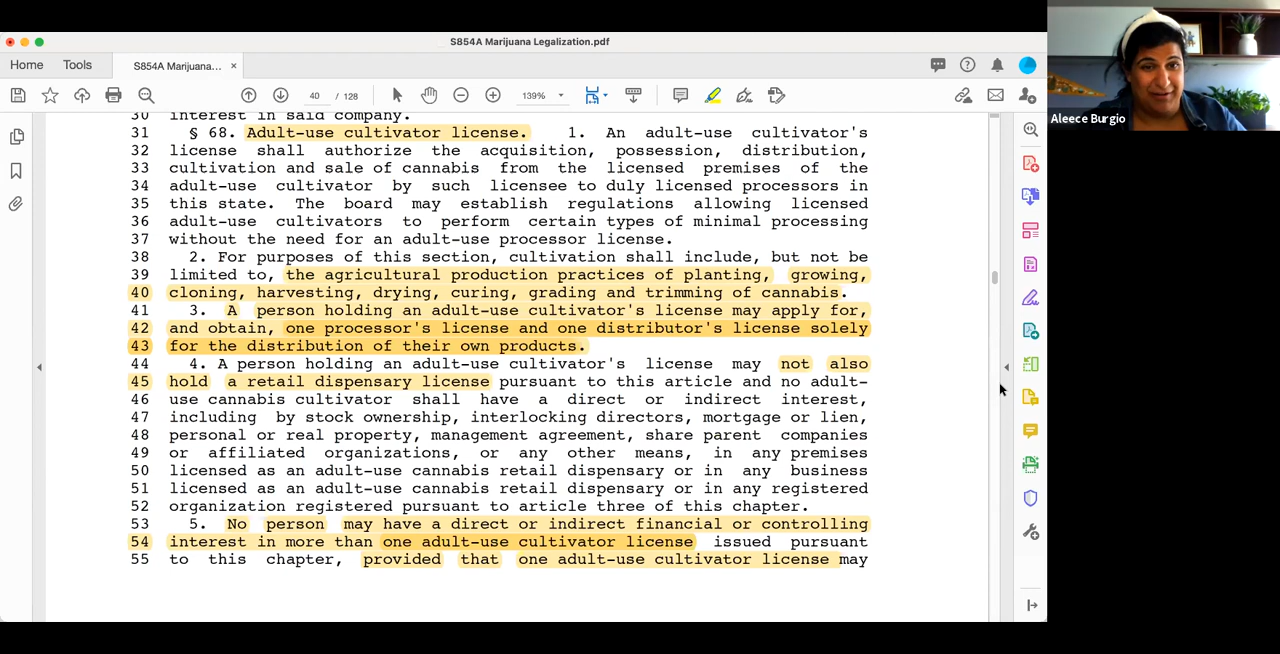 S854A Marijuana Legalization.pdf
Home Tools S854A Marijuana... ×
40 / 128 139%
Aleece Burgio
30 interest in said company.
31 § 68. Adult-use cultivator license. 1. An adult-use cultivator's
32 license shall authorize the acquisition, possession, distribution,
33 cultivation and sale of cannabis from the licensed premises of the
34 adult-use cultivator by such licensee to duly licensed processors in
35 this state. The board may establish regulations allowing licensed
36 adult-use cultivators to perform certain types of minimal processing
37 without the need for an adult-use processor license.
38 2. For purposes of this section, cultivation shall include, but not be
39 limited to, the agricultural production practices of planting, growing,
40 cloning, harvesting, drying, curing, grading and trimming of cannabis.
41 3. A person holding an adult-use cultivator's license may apply for,
42 and obtain, one processor's license and one distributor's license solely
43 for the distribution of their own products.
44 4. A person holding an adult-use cultivator's license may not also
45 hold a retail dispensary license pursuant to this article and no adult-
46 use cannabis cultivator shall have a direct or indirect interest,
47 including by stock ownership, interlocking directors, mortgage or lien,
48 personal or real property, management agreement, share parent companies
49 or affiliated organizations, or any other means, in any premises
50 licensed as an adult-use cannabis retail dispensary or in any business
51 licensed as an adult-use cannabis retail dispensary or in any registered
52 organization registered pursuant to article three of this chapter.
53 5. No person may have a direct or indirect financial or controlling
54 interest in more than one adult-use cultivator license issued pursuant
55 to this chapter, provided that one adult-use cultivator license may